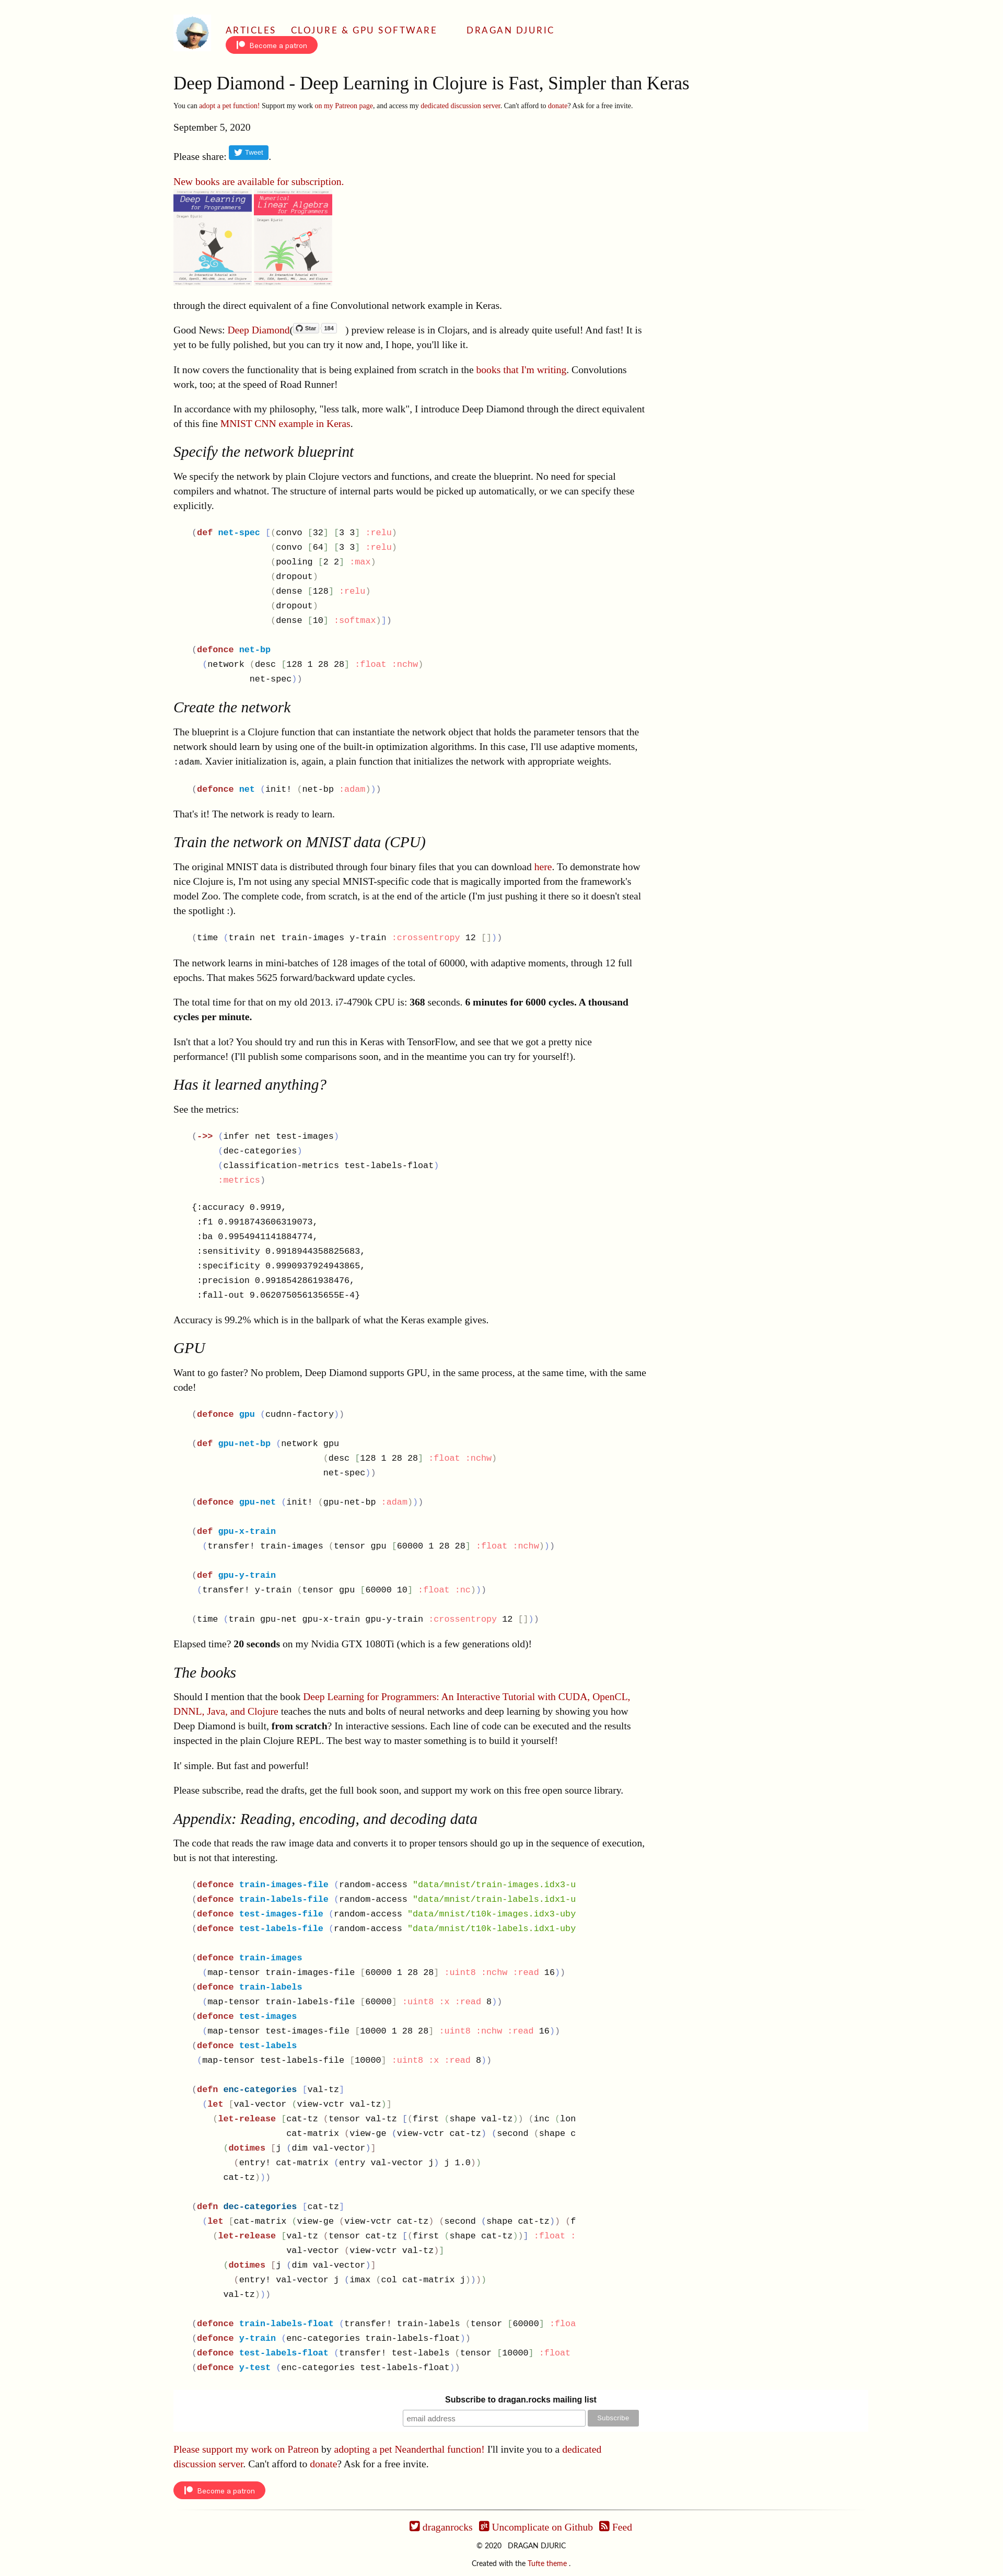 ARTICLES CLOJURE & GPU SOFTWARE DRAGAN DJURIC
Become a patron
Deep Diamond - Deep Learning in Clojure is Fast, Simpler than Keras
You can adopt a pet function! Support my work on my Patreon page, and access my dedicated discussion server. Can't afford to donate? Ask for a free invite.
September 5, 2020
Please share: Tweet.
New books are available for subscription.
Deep Learning
for Programmers
Dragan Djuric
Numerical
Linear Algebra
for Programmers
Dragan Djuric
through the direct equivalent of a fine Convolutional network example in Keras.
Good News: Deep Diamond( Star 184 ) preview release is in Clojars, and is already quite useful! And fast! It is
yet to be fully polished, but you can try it now and, I hope, you'll like it.
It now covers the functionality that is being explained from scratch in the books that I'm writing. Convolutions
work, too; at the speed of Road Runner!
In accordance with my philosophy, "less talk, more walk", I introduce Deep Diamond through the direct equivalent
of this fine MNIST CNN example in Keras.
Specify the network blueprint
We specify the network by plain Clojure vectors and functions, and create the blueprint. No need for special
compilers and whatnot. The structure of internal parts would be picked up automatically, or we can specify these
explicitly.
(def net-spec [(convo [32] [3 3] :relu)
(convo [64] [3 3] :relu)
(pooling [2 2] :max)
(dropout)
(dense [128] :relu)
(dropout)
(dense [10] :softmax)])
(defonce net-bp
(network (desc [128 1 28 28] :float :nchw)
net-spec))
Create the network
The blueprint is a Clojure function that can instantiate the network object that holds the parameter tensors that the
network should learn by using one of the built-in optimization algorithms. In this case, I'll use adaptive moments,
:adam. Xavier initialization is, again, a plain function that initializes the network with appropriate weights.
(defonce net (init! (net-bp :adam)))
That's it! The network is ready to learn.
Train the network on MNIST data (CPU)
The original MNIST data is distributed through four binary files that you can download here. To demonstrate how
nice Clojure is, I'm not using any special MNIST-specific code that is magically imported from the framework's
model Zoo. The complete code, from scratch, is at the end of the article (I'm just pushing it there so it doesn't steal
the spotlight :).
(time (train net train-images y-train :crossentropy 12 []))
The network learns in mini-batches of 128 images of the total of 60000, with adaptive moments, through 12 full
epochs. That makes 5625 forward/backward update cycles.
The total time for that on my old 2013. i7-4790k CPU is: 368 seconds. 6 minutes for 6000 cycles. A thousand
cycles per minute.
Isn't that a lot? You should try and run this in Keras with TensorFlow, and see that we got a pretty nice
performance! (I'll publish some comparisons soon, and in the meantime you can try for yourself!).
Has it learned anything?
See the metrics:
(->> (infer net test-images)
(dec-categories)
(classification-metrics test-labels-float)
:metrics)
{:accuracy 0.9919,
:f1 0.9918743606319073,
:ba 0.9954941141884774,
:sensitivity 0.9918944358825683,
:specificity 0.9990937924943865,
:precision 0.9918542861938476,
:fall-out 9.062075056135655E-4}
Accuracy is 99.2% which is in the ballpark of what the Keras example gives.
GPU
Want to go faster? No problem, Deep Diamond supports GPU, in the same process, at the same time, with the same
code!
(defonce gpu (cudnn-factory))
(def gpu-net-bp (network gpu
(desc [128 1 28 28] :float :nchw)
net-spec))
(defonce gpu-net (init! (gpu-net-bp :adam)))
(def gpu-x-train
(transfer! train-images (tensor gpu [60000 1 28 28] :float :nchw)))
(def gpu-y-train
(transfer! y-train (tensor gpu [60000 10] :float :nc)))
(time (train gpu-net gpu-x-train gpu-y-train :crossentropy 12 []))
Elapsed time? 20 seconds on my Nvidia GTX 1080Ti (which is a few generations old)!
The books
Should I mention that the book Deep Learning for Programmers: An Interactive Tutorial with CUDA, OpenCL,
DNNL, Java, and Clojure teaches the nuts and bolts of neural networks and deep learning by showing you how
Deep Diamond is built, from scratch? In interactive sessions. Each line of code can be executed and the results
inspected in the plain Clojure REPL. The best way to master something is to build it yourself!
It' simple. But fast and powerful!
Please subscribe, read the drafts, get the full book soon, and support my work on this free open source library.
Appendix: Reading, encoding, and decoding data
The code that reads the raw image data and converts it to proper tensors should go up in the sequence of execution,
but is not that interesting.
(defonce train-images-file (random-access "data/mnist/train-images.idx3-u
(defonce train-labels-file (random-access "data/mnist/train-labels.idx1-u
(defonce test-images-file (random-access "data/mnist/t10k-images.idx3-uby
(defonce test-labels-file (random-access "data/mnist/t10k-labels.idx1-uby
(defonce train-images
(map-tensor train-images-file [60000 1 28 28] :uint8 :nchw :read 16))
(defonce train-labels
(map-tensor train-labels-file [60000] :uint8 :x :read 8))
(defonce test-images
(map-tensor test-images-file [10000 1 28 28] :uint8 :nchw :read 16))
(defonce test-labels
(map-tensor test-labels-file [10000] :uint8 :x :read 8))
(defn enc-categories [val-tz]
(let [val-vector (view-vctr val-tz)]
(let-release [cat-tz (tensor val-tz [(first (shape val-tz)) (inc (lon
cat-matrix (view-ge (view-vctr cat-tz) (second (shape c
(dotimes [j (dim val-vector)]
(entry! cat-matrix (entry val-vector j) j 1.0))
cat-tz)))
(defn dec-categories [cat-tz]
(let [cat-matrix (view-ge (view-vctr cat-tz) (second (shape cat-tz)) (f
(let-release [val-tz (tensor cat-tz [(first (shape cat-tz))] :float :
val-vector (view-vctr val-tz)]
(dotimes [j (dim val-vector)]
(entry! val-vector j (imax (col cat-matrix j))))
val-tz)))
(defonce train-labels-float (transfer! train-labels (tensor [60000] :floa
(defonce y-train (enc-categories train-labels-float))
(defonce test-labels-float (transfer! test-labels (tensor [10000] :float
(defonce y-test (enc-categories test-labels-float))
Subscribe to dragan.rocks mailing list
email address Subscribe
Please support my work on Patreon by adopting a pet Neanderthal function! I'll invite you to a dedicated
discussion server. Can't afford to donate? Ask for a free invite.
Become a patron
draganrocks Uncomplicate on Github Feed
© 2020 DRAGAN DJURIC
Created with the Tufte theme .